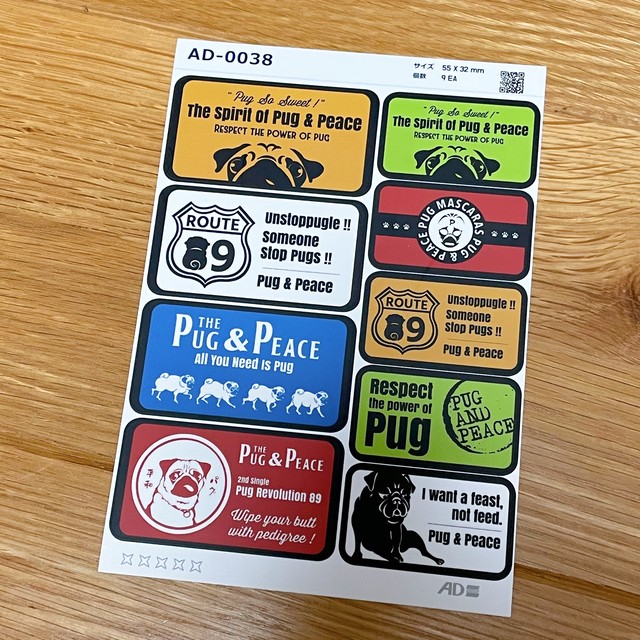 AD-0038
サイズ 55 X 32 mm
個数 9 EA
"Pug So Sweet!"
The Spirit of Pug & Peace
RESPECT THE POWER OF PUG
"Pug So Sweet!"
The Spirit of Pug & Peace
RESPECT THE POWER OF PUG
ROUTE
89
Unstoppugle !!
Someone
Stop Pugs !!
Pug & Peace
PUG MASCARAS
P
PUG & PEACE
ROUTE
89
Unstoppugle !!
Someone
Stop Pugs !!
Pug & Peace
THE
PUG & PEACE
All You Need Is Pug
Respect
the power of
Pug
PUG
AND
PEACE
平和
パグ
THE
PUG & PEACE
2nd Single
Pug Revolution 89
Wipe your butt
with pedigree !
I want a feast,
not feed.
Pug & Peace
AD